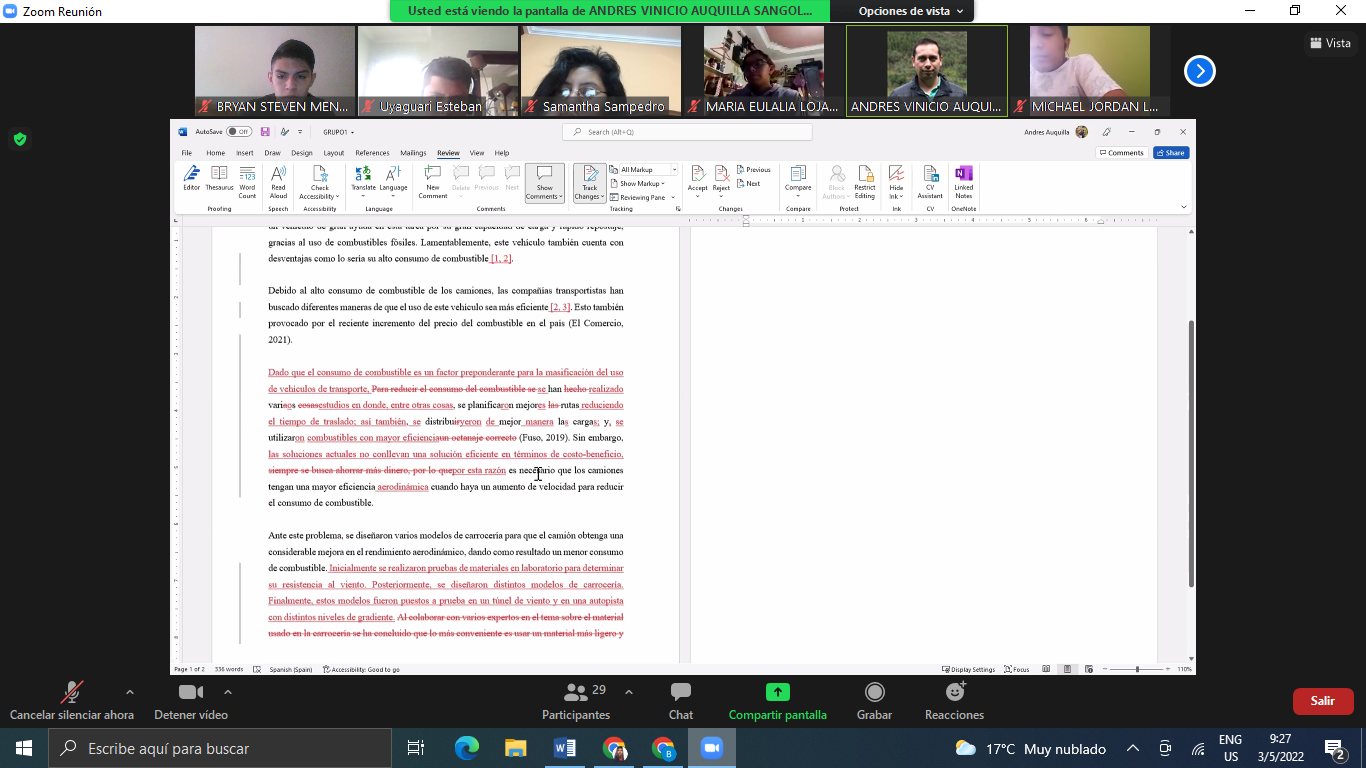 Zoom Reunión
Usted está viendo la pantalla de ANDRES VINICIO AUQUILLA SANGOL...
Opciones de vista
Vista
BRYAN STEVEN MEN...
Uyaguari Esteban
Samantha Sampedro
MARIA EULALIA LOJA...
ANDRES VINICIO AUQUI...
MICHAEL JORDAN L...
AutoSave Off GRUPO1 Search (Alt+Q) Andres Auquilla
File Home Insert Draw Design Layout References Mailings Review View Help Comments Share
Editor Thesaurus Word Count Read Aloud Check Accessibility Translate Language New Comment Delete Previous Next Show Comments Track Changes All Markup Show Markup Reviewing Pane Accept Reject Previous Next Compare Block Authors Restrict Editing Hide Ink CV Assistant Linked Notes
Proofing Speech Accessibility Language Comments Tracking Changes Compare Protect Ink CV OneNote
un vehículo de gran ayuda en esta tarea por su gran capacidad de carga y rápido repostaje,
gracias al uso de combustibles fósiles. Lamentablemente, este vehículo también cuenta con
desventajas como lo seria su alto consumo de combustible [1, 2].
Debido al alto consumo de combustible de los camiones, las compañías transportistas han
buscado diferentes maneras de que el uso de este vehículo sea más eficiente [2, 3]. Esto también
provocado por el reciente incremento del precio del combustible en el país (El Comercio,
2021).
Dado que el consumo de combustible es un factor preponderante para la masificación del uso
de vehículos de transporte, Para reducir el consumo del combustible se se han hecho realizado
variaos cosasestudios en donde, entre otras cosas, se planificaron mejores las rutas reduciendo
el tiempo de traslado; así también, se distribuiryeron de mejor manera las cargas; y, se
utilizaron combustibles con mayor eficienciaun octanaje correcto (Fuso, 2019). Sin embargo,
las soluciones actuales no conllevan una solución eficiente en términos de costo-beneficio,
siempre se busca ahorrar más dinero, por lo quepor esta razón es necesario que los camiones
tengan una mayor eficiencia aerodinámica cuando haya un aumento de velocidad para reducir
el consumo de combustible.
Ante este problema, se diseñaron varios modelos de carrocería para que el camión obtenga una
considerable mejora en el rendimiento aerodinámico, dando como resultado un menor consumo
de combustible. Inicialmente se realizaron pruebas de materiales en laboratorio para determinar
su resistencia al viento. Posteriormente, se diseñaron distintos modelos de carrocería.
Finalmente, estos modelos fueron puestos a prueba en un túnel de viento y en una autopista
con distintos niveles de gradiente. Al colaborar con varios expertos en el tema sobre el material
usado en la carrocería se ha concluido que lo más conveniente es usar un material más ligero y
Page 1 of 2 336 words Spanish (Spain) Accessibility: Good to go Display Settings Focus 110%
Cancelar silenciar ahora
Detener vídeo
29
Participantes
Chat
Compartir pantalla
Grabar
Reacciones
Salir
Escribe aquí para buscar
17°C Muy nublado
ENG
US
9:27
3/5/2022
2